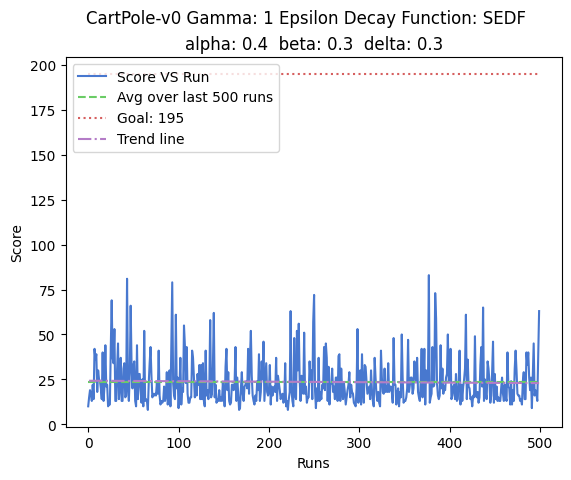 CartPole-v0 Gamma: 1 Epsilon Decay Function: SEDF
alpha: 0.4 beta: 0.3 delta: 0.3
200
175
150
125
100
75
50
25
0
Score
Score VS Run
Avg over last 500 runs
Goal: 195
Trend line
0 100 200 300 400 500
Runs